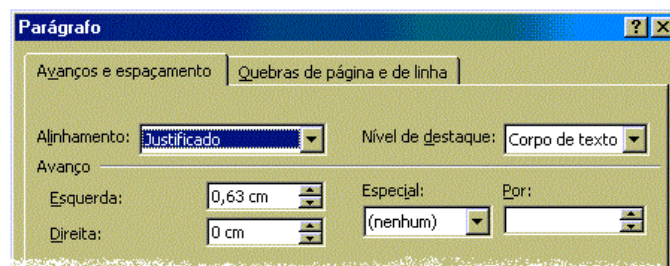 Parágrafo
Avanços e espaçamento Quebras de página e de linha
Alinhamento: Justificado Nível de destaque: Corpo de texto
Avanço
Esquerda: 0,63 cm Especial: Por:
(nenhum)
Direita: 0 cm